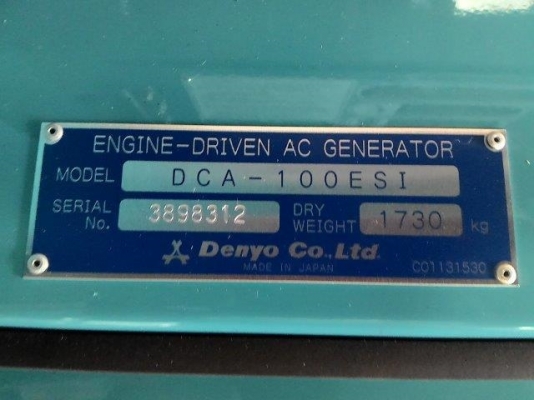 ENGINE-DRIVEN AC GENERATOR
MODEL DCA-100ESI
SERIAL No. 3898312 DRY WEIGHT 1730 kg
Denyo Co., Ltd.
MADE IN JAPAN C01131530